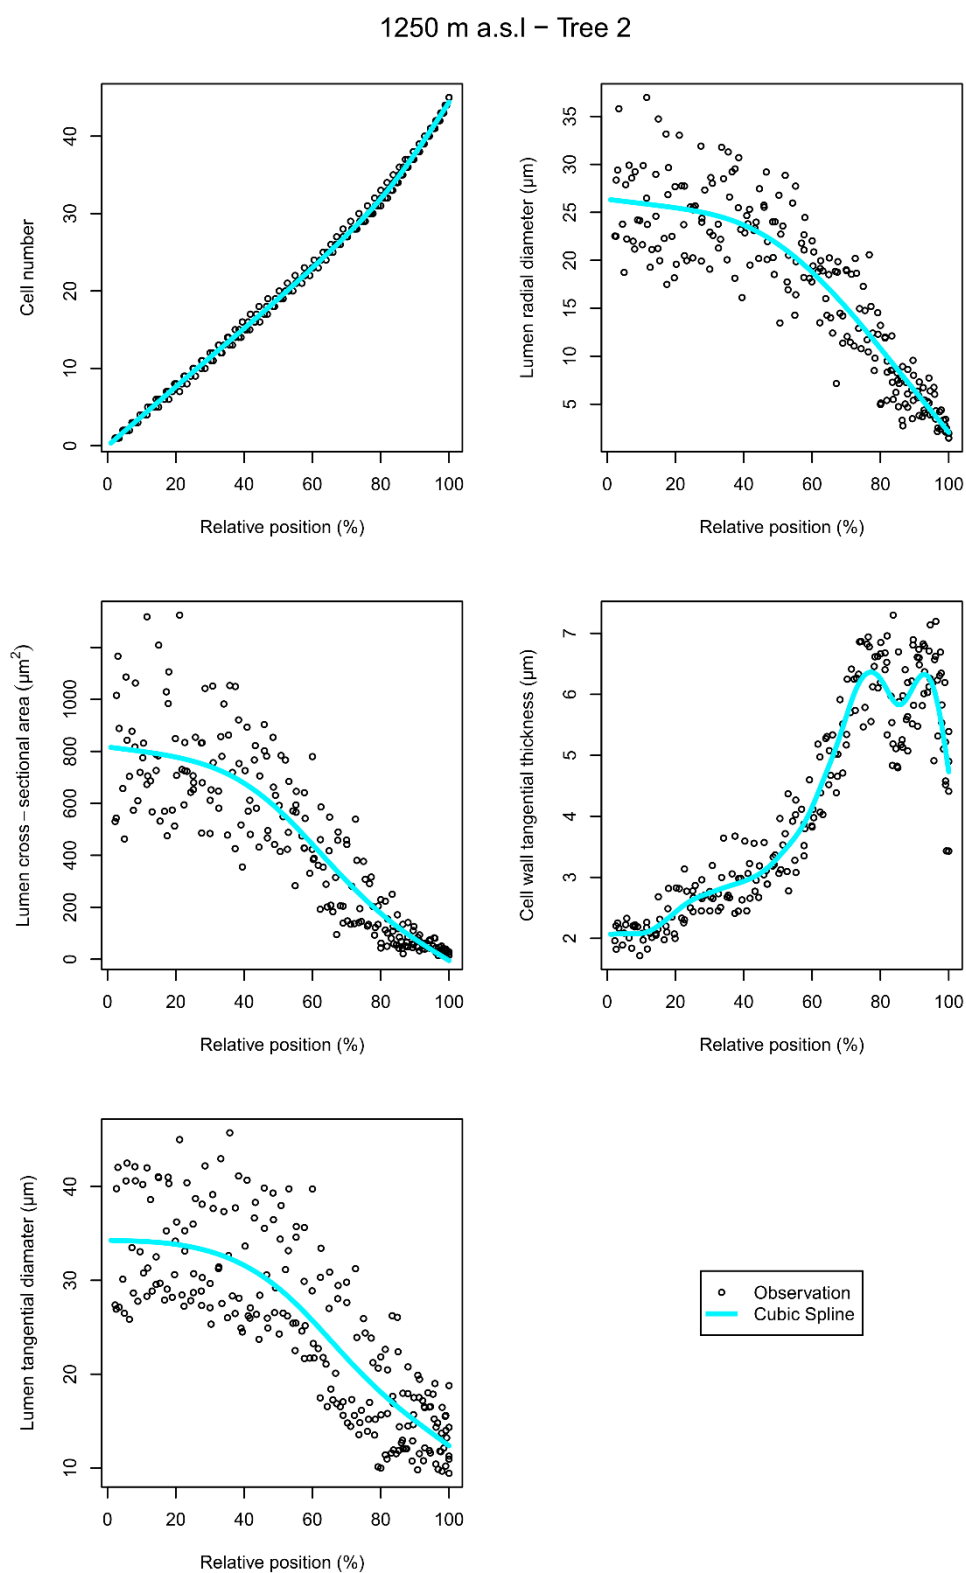 1250 m a.s.l − Tree 2
Cell number
0
10
20
30
40
0 20 40 60 80 100
Relative position (%)
Lumen radial diameter (μm)
5
10
15
20
25
30
35
0 20 40 60 80 100
Relative position (%)
Lumen cross−sectional area (μm²)
0
200
400
600
800
1000
0 20 40 60 80 100
Relative position (%)
Cell wall tangential thickness (μm)
2
3
4
5
6
7
0 20 40 60 80 100
Relative position (%)
Lumen tangential diamater (μm)
10
20
30
40
0 20 40 60 80 100
Relative position (%)
Observation
Cubic Spline